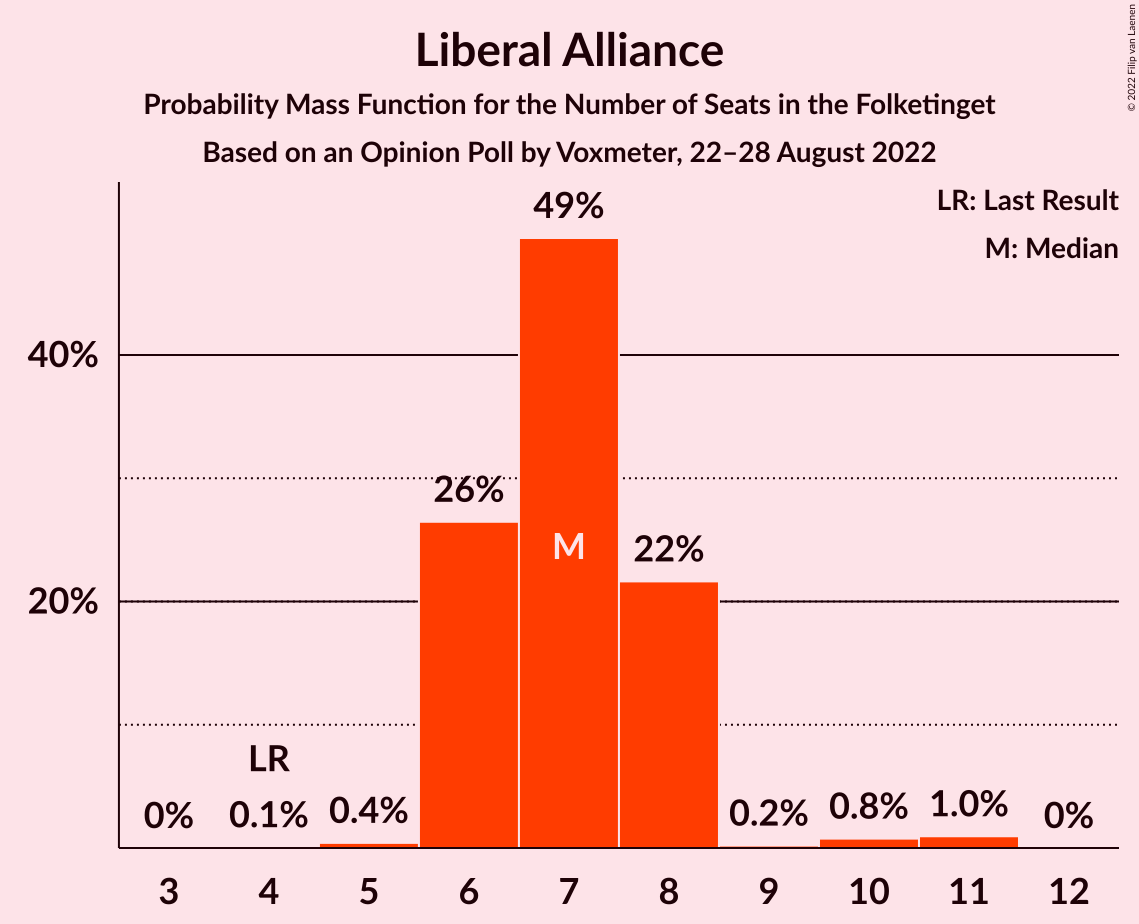 Liberal Alliance
Probability Mass Function for the Number of Seats in the Folketinget
Based on an Opinion Poll by Voxmeter, 22–28 August 2022
© 2022 Filip van Laenen
LR: Last Result
M: Median
49%
40%
26%
M
22%
20%
LR
0%
0.1%
0.4%
0.2%
0.8%
1.0%
0%
3 4 5 6 7 8 9 10 11 12